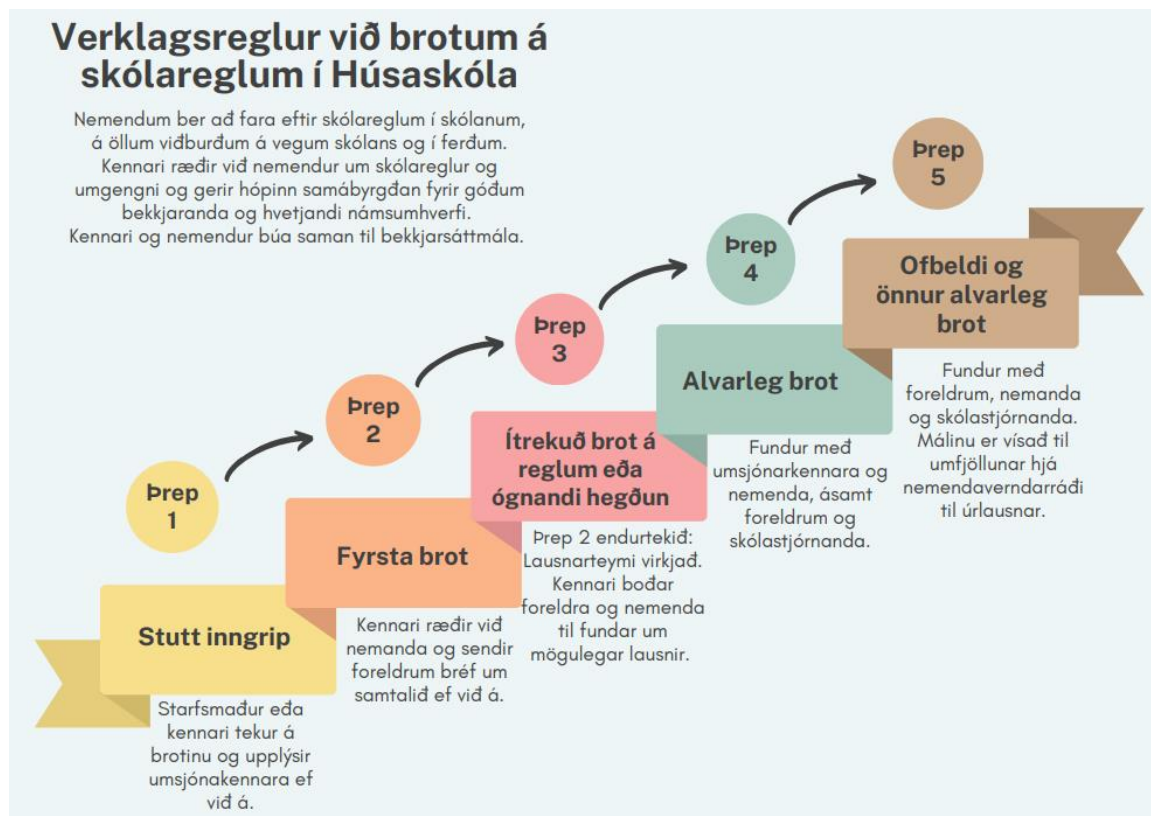 Verklagsreglur við brotum á
skólareglum í Húsaskóla
Nemendum ber að fara eftir skólareglum í skólanum,
á öllum viðburðum á vegum skólans og í ferðum.
Kennari ræðir við nemendur um skólareglur og
umgengni og gerir hópinn samábyrgðan fyrir góðum
bekkjaranda og hvetjandi námsumhverfi.
Kennari og nemendur búa saman til bekkjarsáttmála.
Þrep
1
Stutt inngrip
Starfsmaður eða
kennari tekur á
brotinu og upplýsir
umsjónakennara ef
við á.
Þrep
2
Fyrsta brot
Kennari ræðir við
nemanda og sendir
foreldrum bréf um
samtalið ef við á.
Þrep
3
Ítrekuð brot á
reglum eða
ógnandi hegðun
Þrep 2 endurtekið:
Lausnarteymi virkjað.
Kennari boðar
foreldra og nemenda
til fundar um
mögulegar lausnir.
Þrep
4
Alvarleg brot
Fundur með
umsjónarkennara og
nemenda, ásamt
foreldrum og
skólastjórnanda.
Þrep
5
Ofbeldi og
önnur alvarleg
brot
Fundur með
foreldrum, nemanda
og skólastjórnanda.
Málinu er vísað til
umfjöllunar hjá
nemendaverndarráði
til úrlausnar.